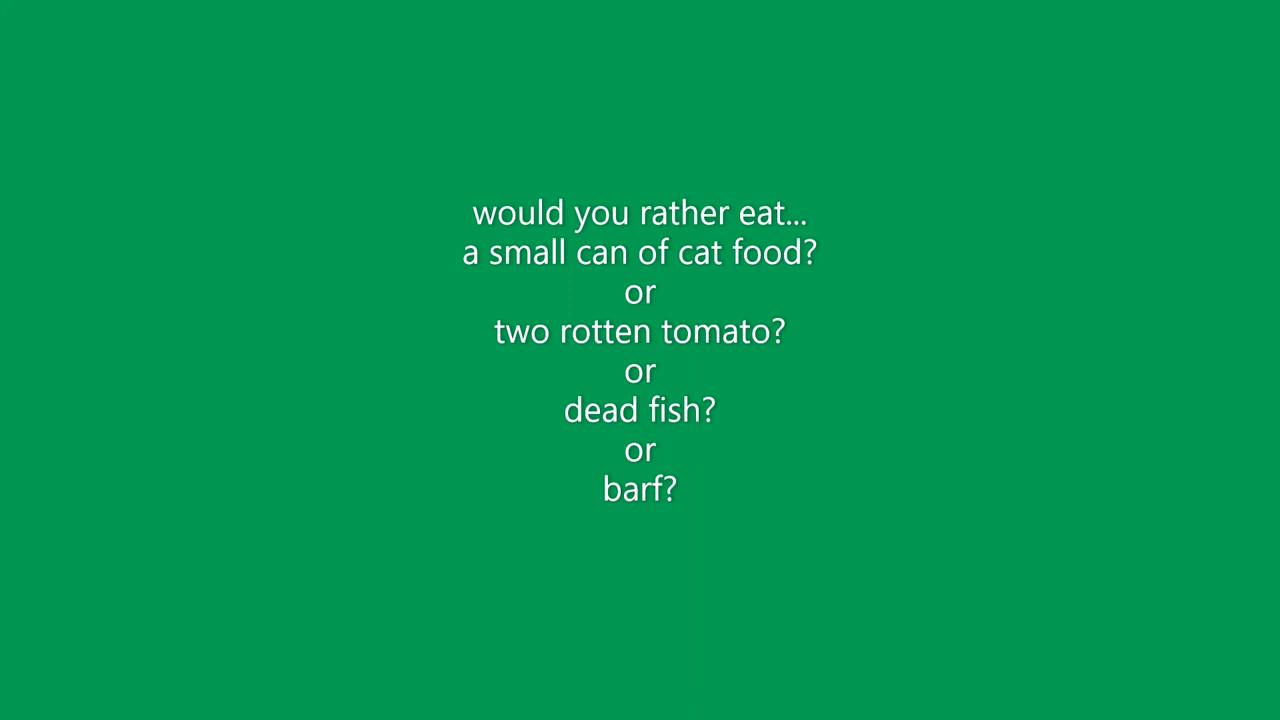 would you rather eat...
a small can of cat food?
or
two rotten tomato?
or
dead fish?
or
barf?